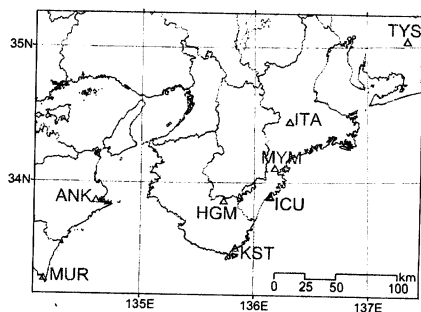 TYS
35N
ITA
MYM
34N
ANK
HGM
ICU
KST
MUR
km
0 25 50 100
135E 136E 137E